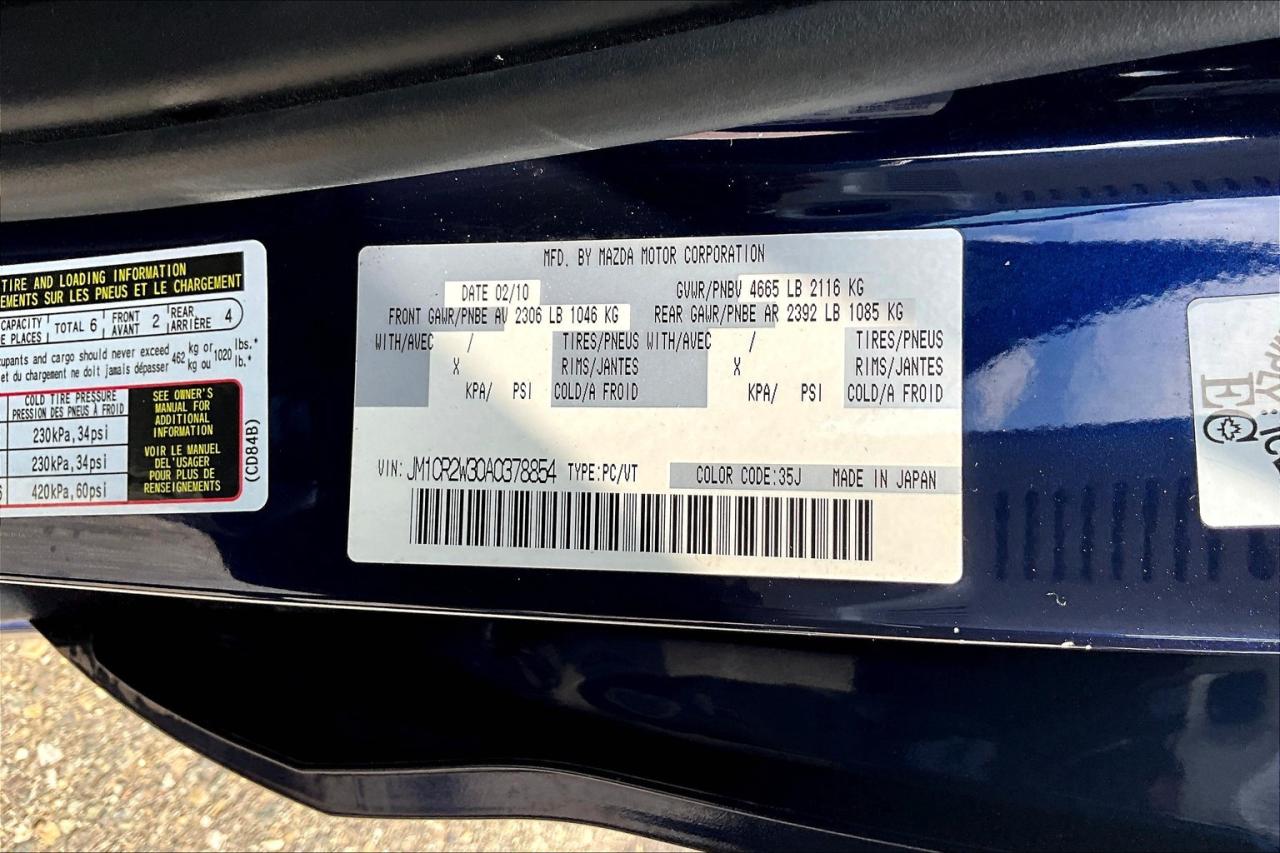 TIRE AND LOADING INFORMATION
EMENTS SUR LES PNEUS ET LE CHARGEMENT
CAPACITY TOTAL 6 FRONT 2 REAR 4
DE PLACES AVANT ARRIÈRE
cupants and cargo should never exceed 462 kg or 1020 lbs.*
et du chargement ne doit jamais dépasser kg ou lb.*
COLD TIRE PRESSURE
PRESSION DES PNEUS À FROID
230kPa,34psi
230kPa,34psi
420kPa,60psi
SEE OWNER'S
MANUAL FOR
ADDITIONAL
INFORMATION
VOIR LE MANUEL
DEL'USAGER
POUR PLUS DE
RENSEIGNEMENTS
(CD84B)
MFD. BY MAZDA MOTOR CORPORATION
DATE 02/10 GVWR/PNBV 4665 LB 2116 KG
FRONT GAWR/PNBE AV 2306 LB 1046 KG REAR GAWR/PNBE AR 2392 LB 1085 KG
WITH/AVEC / TIRES/PNEUS WITH/AVEC / TIRES/PNEUS
X RIMS/JANTES X RIMS/JANTES
KPA/ PSI COLD/A FROID KPA/ PSI COLD/A FROID
VIN: JM1CR2W30A0378854 TYPE:PC/VT COLOR CODE:35J MADE IN JAPAN
EC